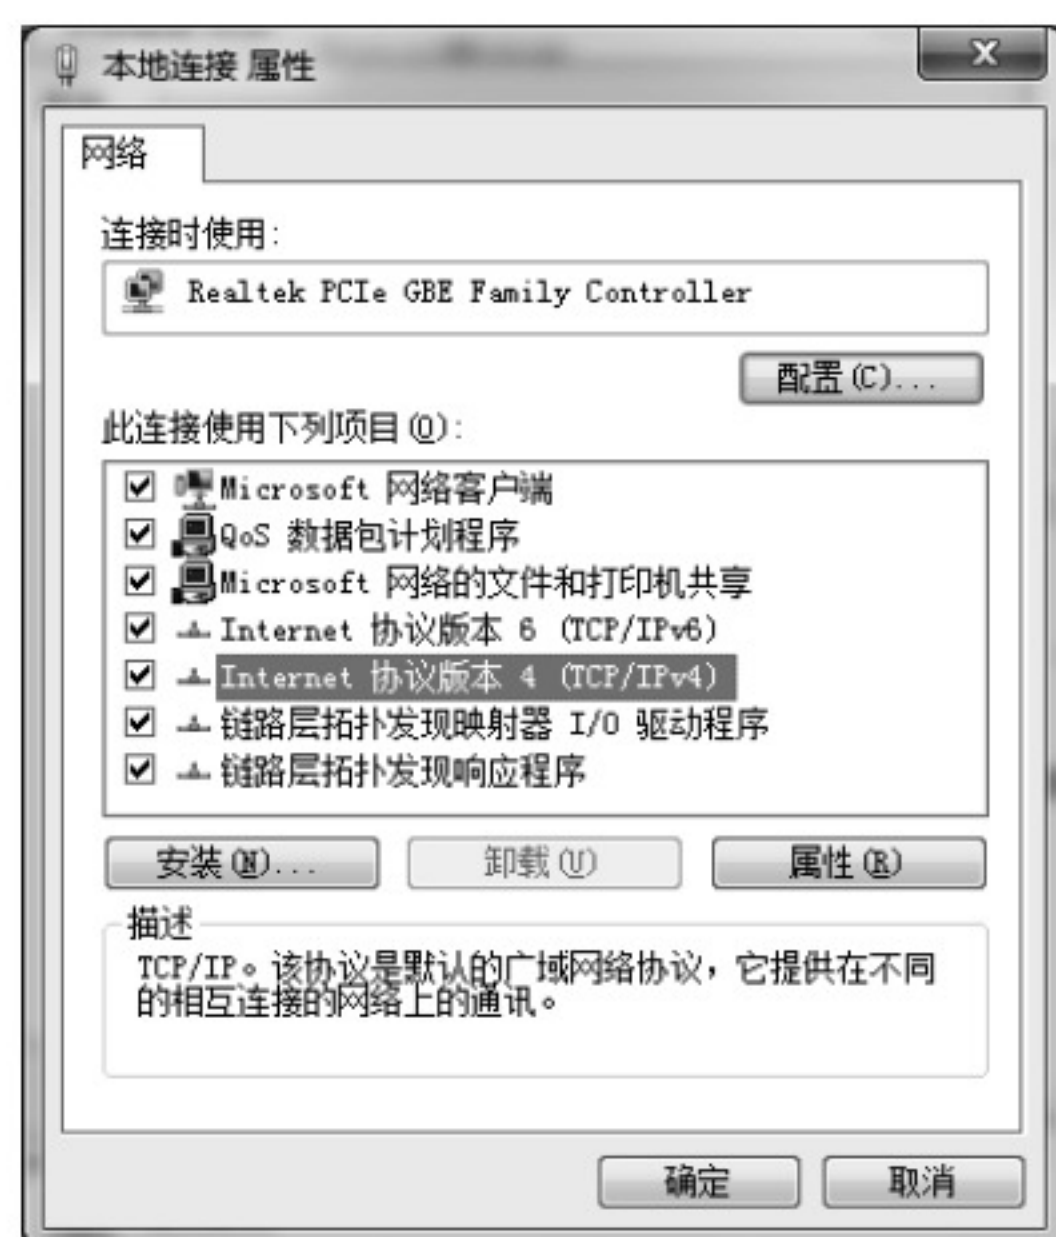 本地连接 属性
网络
连接时使用:
Realtek PCIe GBE Family Controller
配置(C)...
此连接使用下列项目(O):
Microsoft 网络客户端
QoS 数据包计划程序
Microsoft 网络的文件和打印机共享
Internet 协议版本 6 (TCP/IPv6)
Internet 协议版本 4 (TCP/IPv4)
链路层拓扑发现映射器 I/O 驱动程序
链路层拓扑发现响应程序
安装(N)... 卸载(U) 属性(R)
描述
TCP/IP。该协议是默认的广域网络协议，它提供在不同
的相互连接的网络上的通讯。
确定 取消